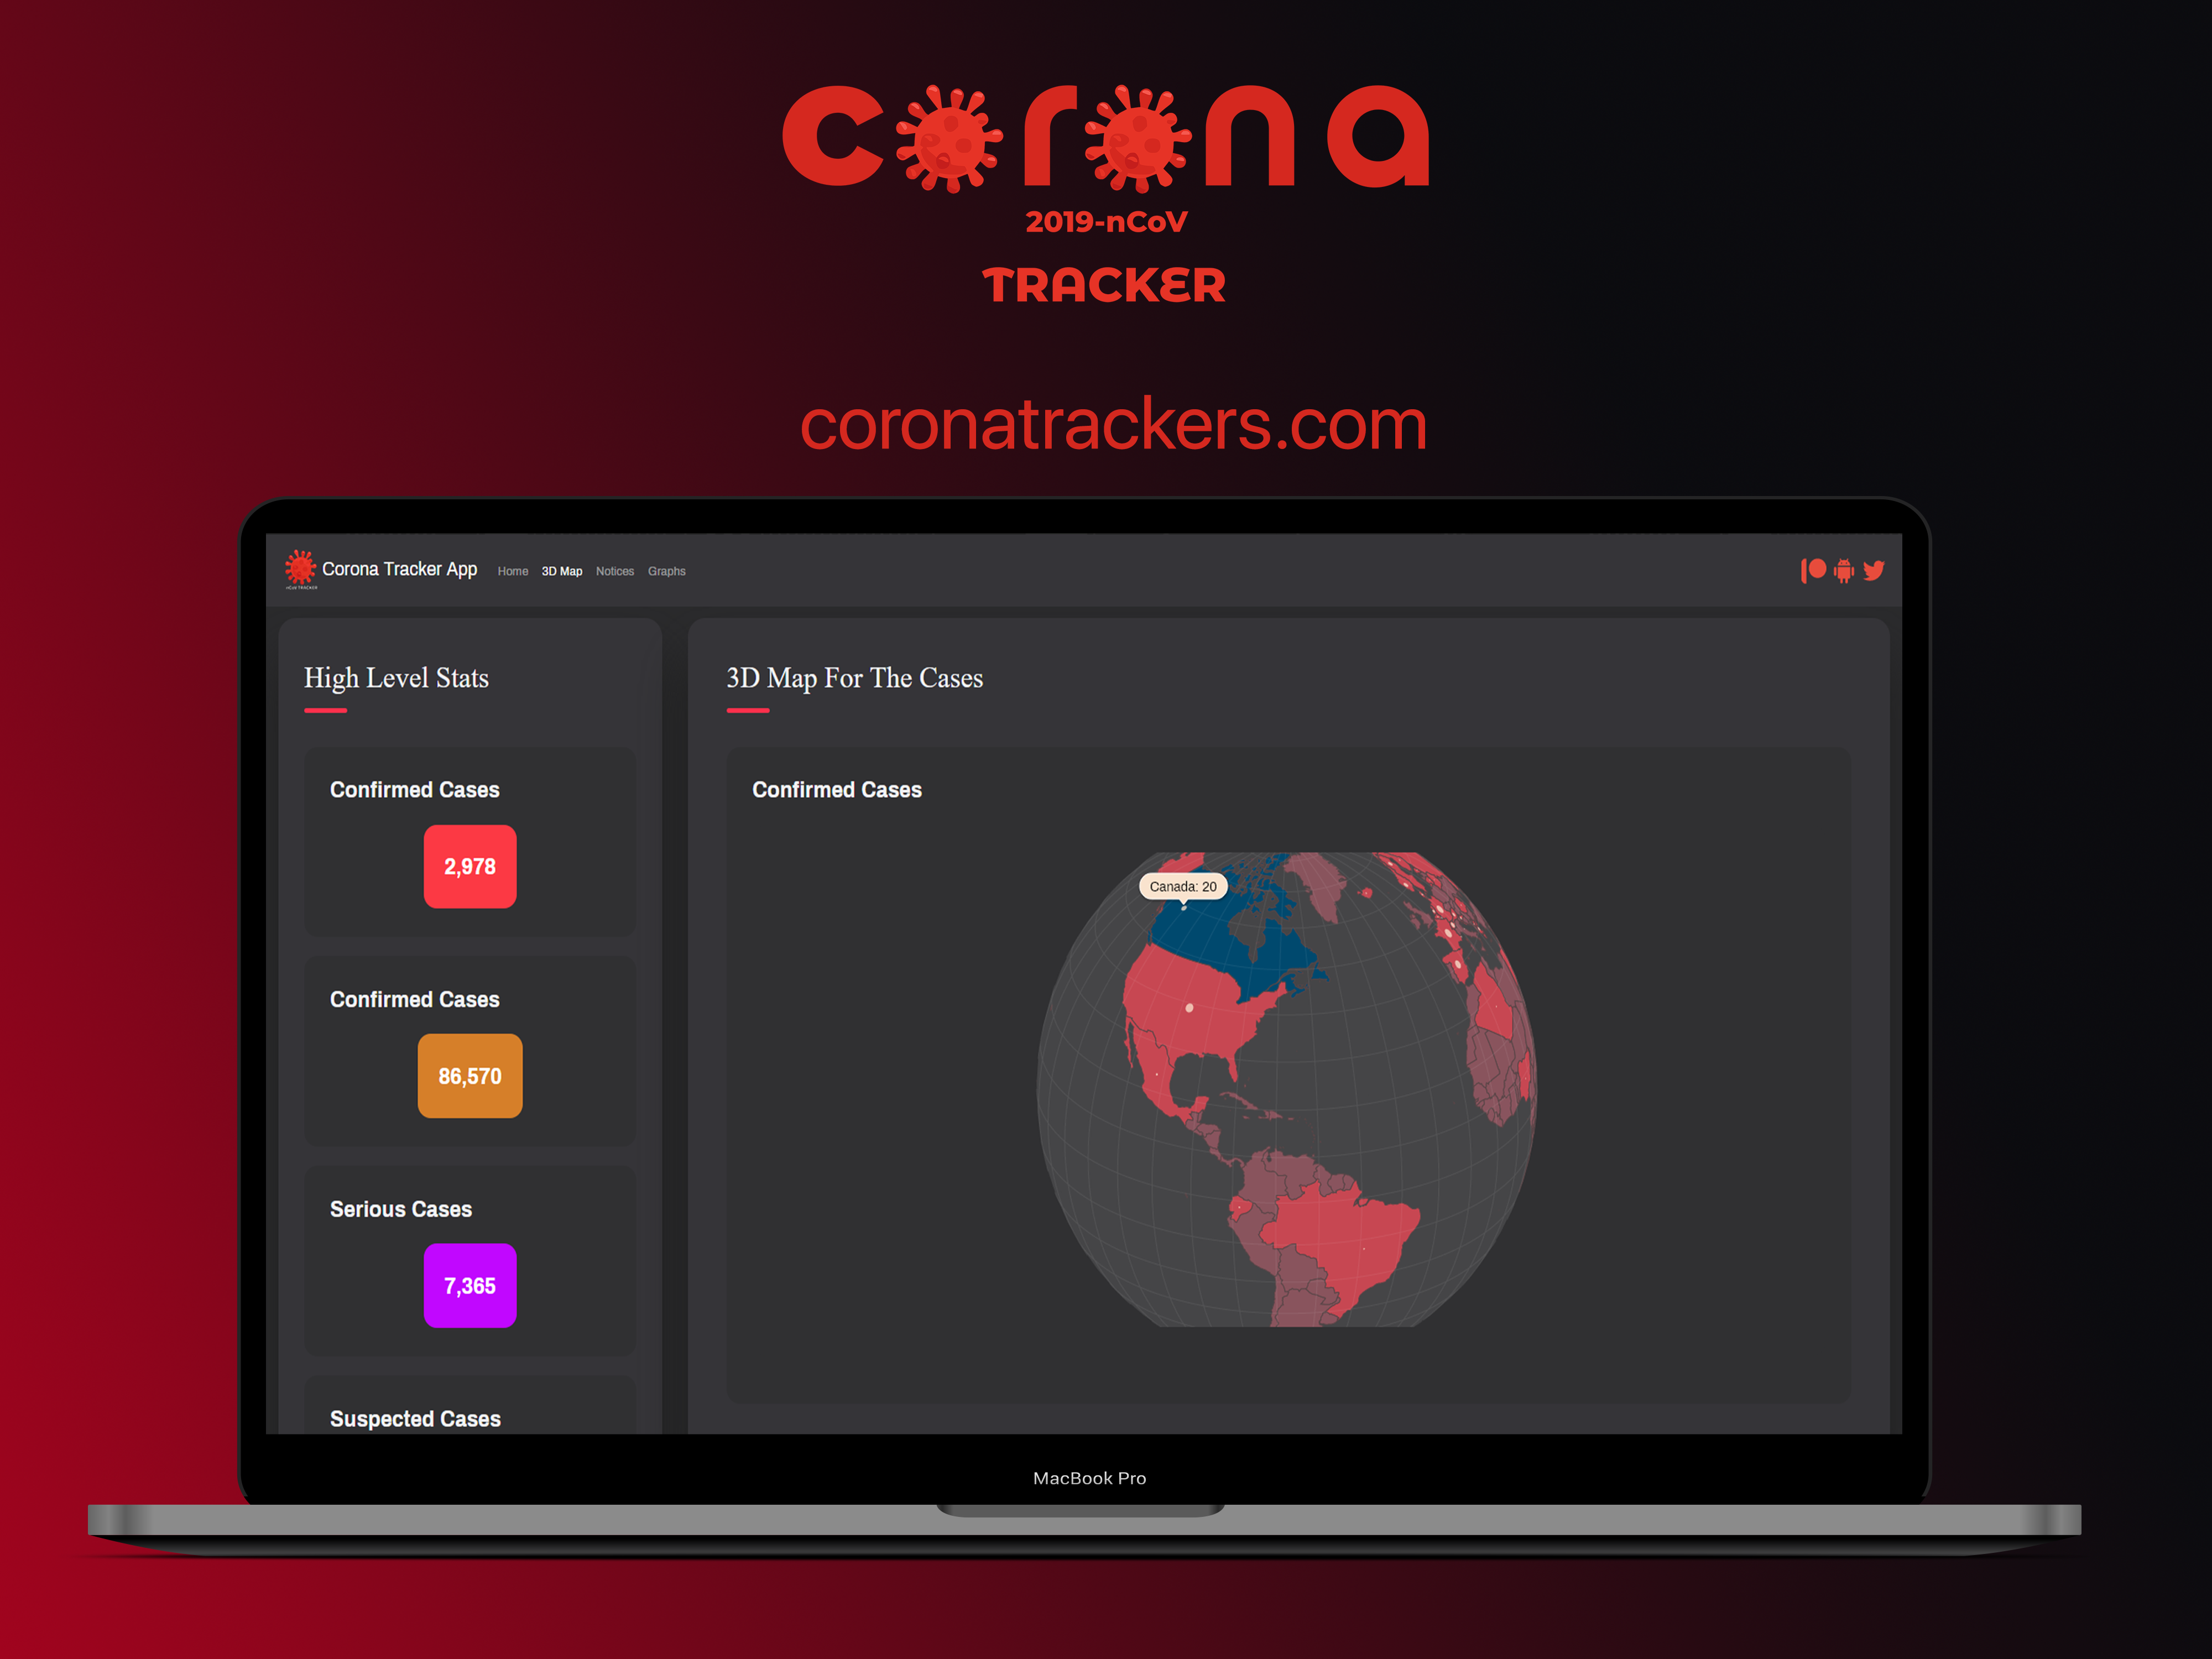 corona
2019-nCoV
TRACKER
coronatrackers.com
Corona Tracker App Home 3D Map Notices Graphs
High Level Stats
Confirmed Cases
2,978
Confirmed Cases
86,570
Serious Cases
7,365
Suspected Cases
3D Map For The Cases
Confirmed Cases
Canada: 20
MacBook Pro